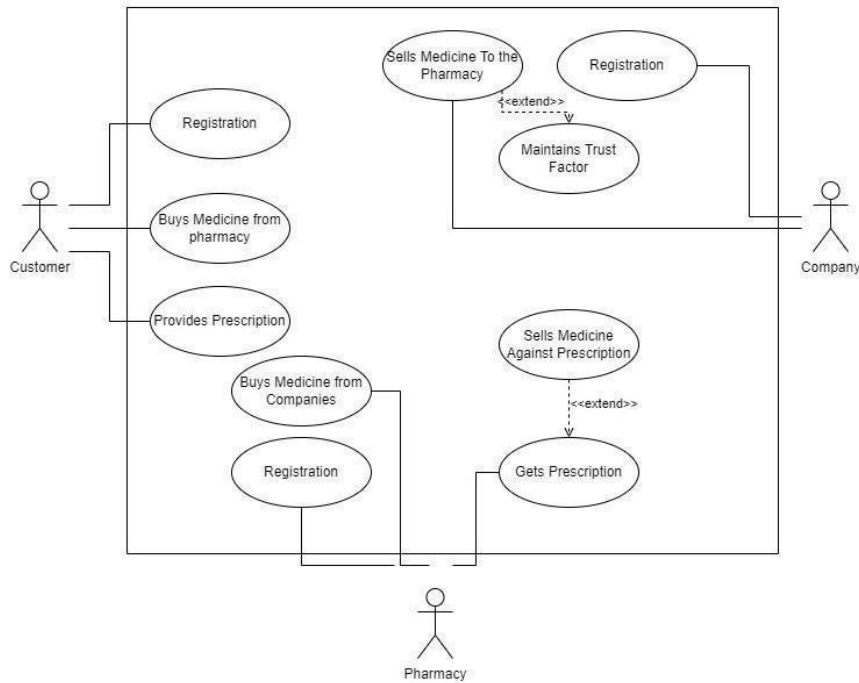 Sells Medicine To the
Pharmacy
Registration
<<extend>>
Registration
Maintains Trust
Factor
Buys Medicine from
pharmacy
Customer
Company
Provides Prescription
Sells Medicine
Against Prescription
Buys Medicine from
Companies
<<extend>>
Registration
Gets Prescription
Pharmacy